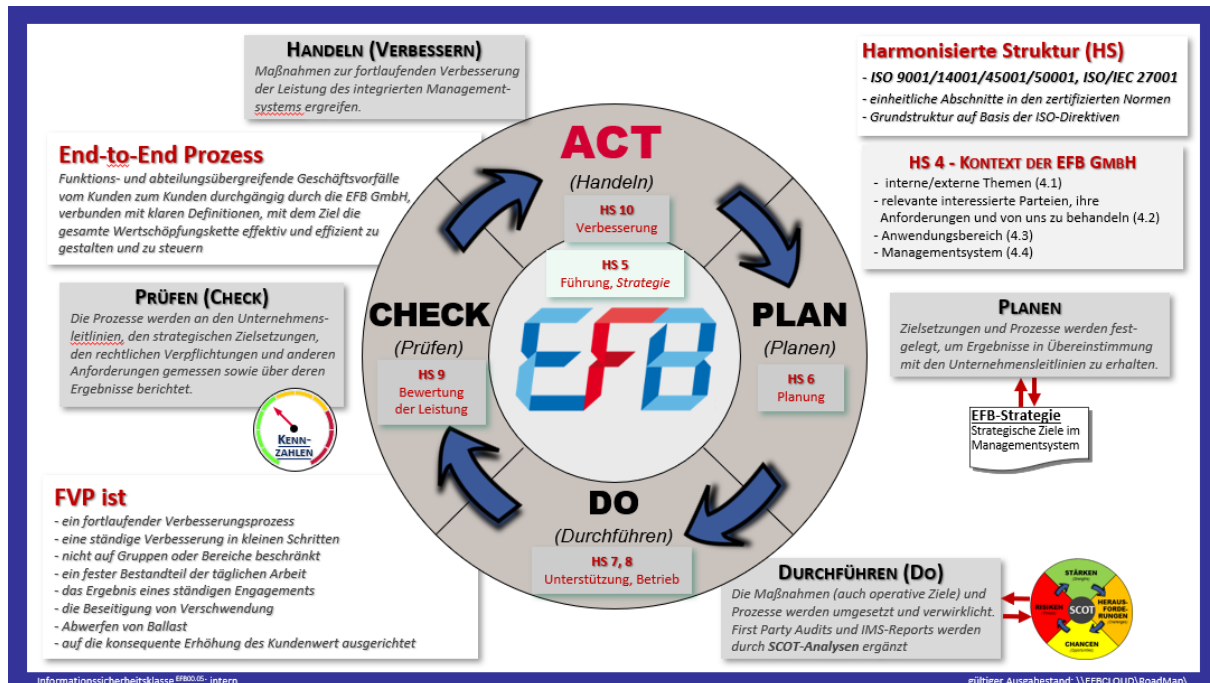 HANDELN (VERBESSERN)
Maßnahmen zur fortlaufenden Verbesserung
der Leistung des integrierten Management-
systems ergreifen.
Harmonisierte Struktur (HS)
- ISO 9001/14001/45001/50001, ISO/IEC 27001
- einheitliche Abschnitte in den zertifizierten Normen
- Grundstruktur auf Basis der ISO-Direktiven
End-to-End Prozess
Funktions- und abteilungsübergreifende Geschäftsvorfälle
vom Kunden zum Kunden durchgängig durch die EFB GmbH,
verbunden mit klaren Definitionen, mit dem Ziel die
gesamte Wertschöpfungskette effektiv und effizient zu
gestalten und zu steuern
ACT
(Handeln)
HS 10
Verbesserung
HS 4 - KONTEXT DER EFB GMBH
- interne/externe Themen (4.1)
- relevante interessierte Parteien, ihre
Anforderungen und von uns zu behandeln (4.2)
- Anwendungsbereich (4.3)
- Managementsystem (4.4)
HS 5
Führung, Strategie
EFB
PRÜFEN (CHECK)
Die Prozesse werden an den Unternehmens-
leitlinien, den strategischen Zielsetzungen,
den rechtlichen Verpflichtungen und anderen
Anforderungen gemessen sowie über deren
Ergebnisse berichtet.
KENN-
ZAHLEN
CHECK
(Prüfen)
HS 9
Bewertung
der Leistung
PLAN
(Planen)
HS 6
Planung
PLANEN
Zielsetzungen und Prozesse werden fest-
gelegt, um Ergebnisse in Übereinstimmung
mit den Unternehmensleitlinien zu erhalten.
EFB-Strategie
Strategische Ziele im
Managementsystem
FVP ist
- ein fortlaufender Verbesserungsprozess
- eine ständige Verbesserung in kleinen Schritten
- nicht auf Gruppen oder Bereiche beschränkt
- ein fester Bestandteil der täglichen Arbeit
- das Ergebnis eines ständigen Engagements
- die Beseitigung von Verschwendung
- Abwerfen von Ballast
- auf die konsequente Erhöhung des Kundenwert ausgerichtet
DO
(Durchführen)
HS 7, 8
Unterstützung, Betrieb
DURCHFÜHREN (DO)
Die Maßnahmen (auch operative Ziele) und
Prozesse werden umgesetzt und verwirklicht.
First Party Audits und IMS-Reports werden
durch SCOT-Analysen ergänzt
STÄRKEN
(Strengths)
RISIKEN
SCOT
HERAUS-
FORDE-
RUNGEN
(Challenges)
CHANCEN
(Opportunities)
Informationssicherheitsklasse EFB00.05- intern
gültiger Ausgabestand: \\EFBCLOUD\RoadMap\